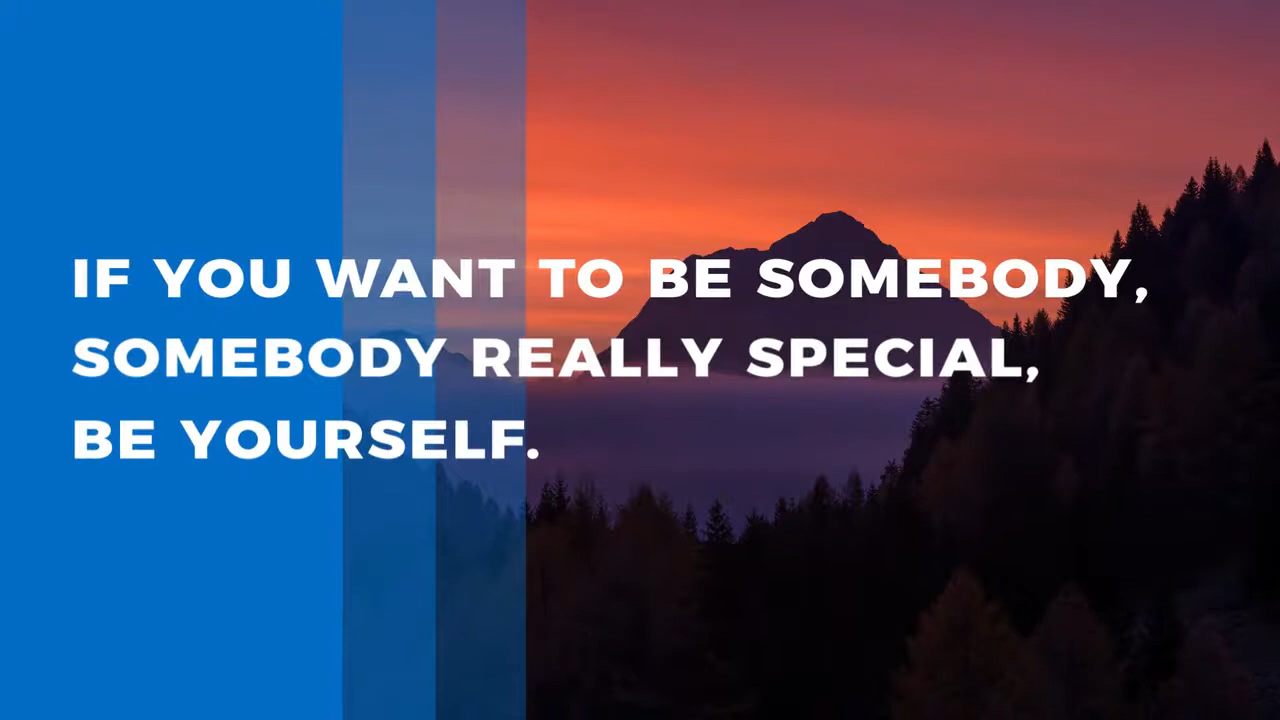 IF YOU WANT TO BE SOMEBODY,
SOMEBODY REALLY SPECIAL,
BE YOURSELF.